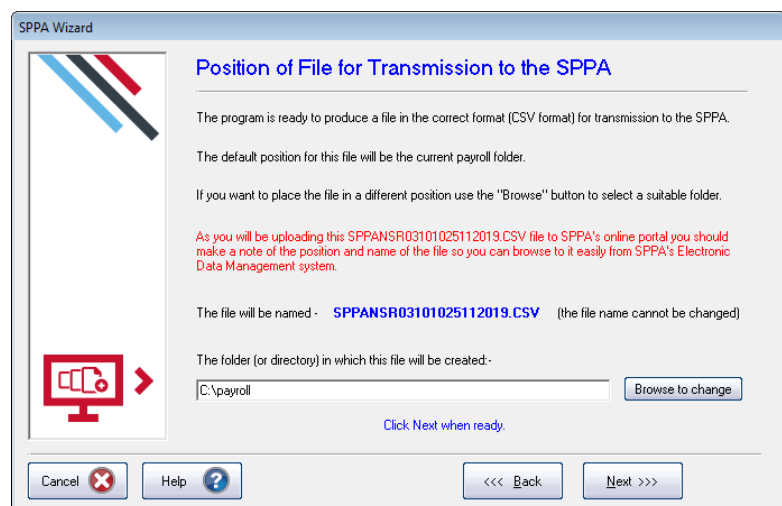 SPPA Wizard
Position of File for Transmission to the SPPA
The program is ready to produce a file in the correct format (CSV format) for transmission to the SPPA.
The default position for this file will be the current payroll folder.
If you want to place the file in a different position use the "Browse" button to select a suitable folder.
As you will be uploading this SPPANSR03101025112019.CSV file to SPPA's online portal you should
make a note of the position and name of the file so you can browse to it easily from SPPA's Electronic
Data Management system.
The file will be named - SPPANSR03101025112019.CSV (the file name cannot be changed)
The folder (or directory) in which this file will be created:-
C:\payroll Browse to change
Click Next when ready.
Cancel Help <<< Back Next >>>